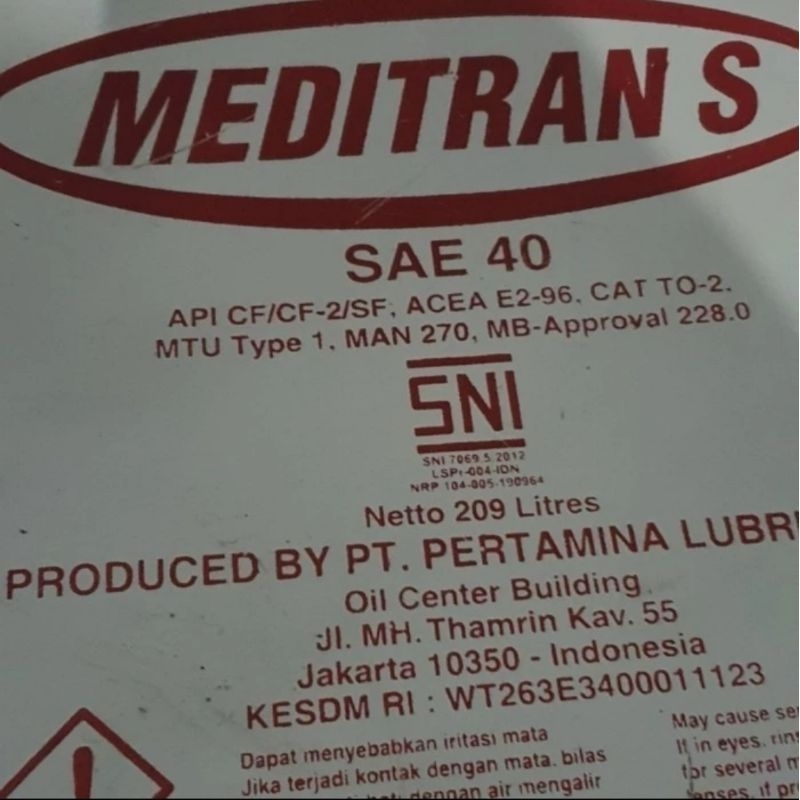 MEDITRAN S
SAE 40
API CF/CF-2/SF, ACEA E2-96, CAT TO-2.
MTU Type 1, MAN 270, MB-Approval 228.0
SNI
SNI 7069.5.2012
LSPr-004-IDN
NRP 104-005-190964
Netto 209 Litres
PRODUCED BY PT. PERTAMINA LUBRI
Oil Center Building
Jl. MH. Thamrin Kav. 55
Jakarta 10350 - Indonesia
KESDM RI : WT263E3400011123
Dapat menyebabkan iritasi mata
Jika terjadi kontak dengan mata, bilas
dengan air mengalir
May cause
If in eyes, rin
for several m